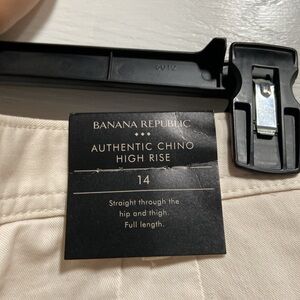 BANANA REPUBLIC
AUTHENTIC CHINO
HIGH RISE
14
Straight through the
hip and thigh.
Full length.